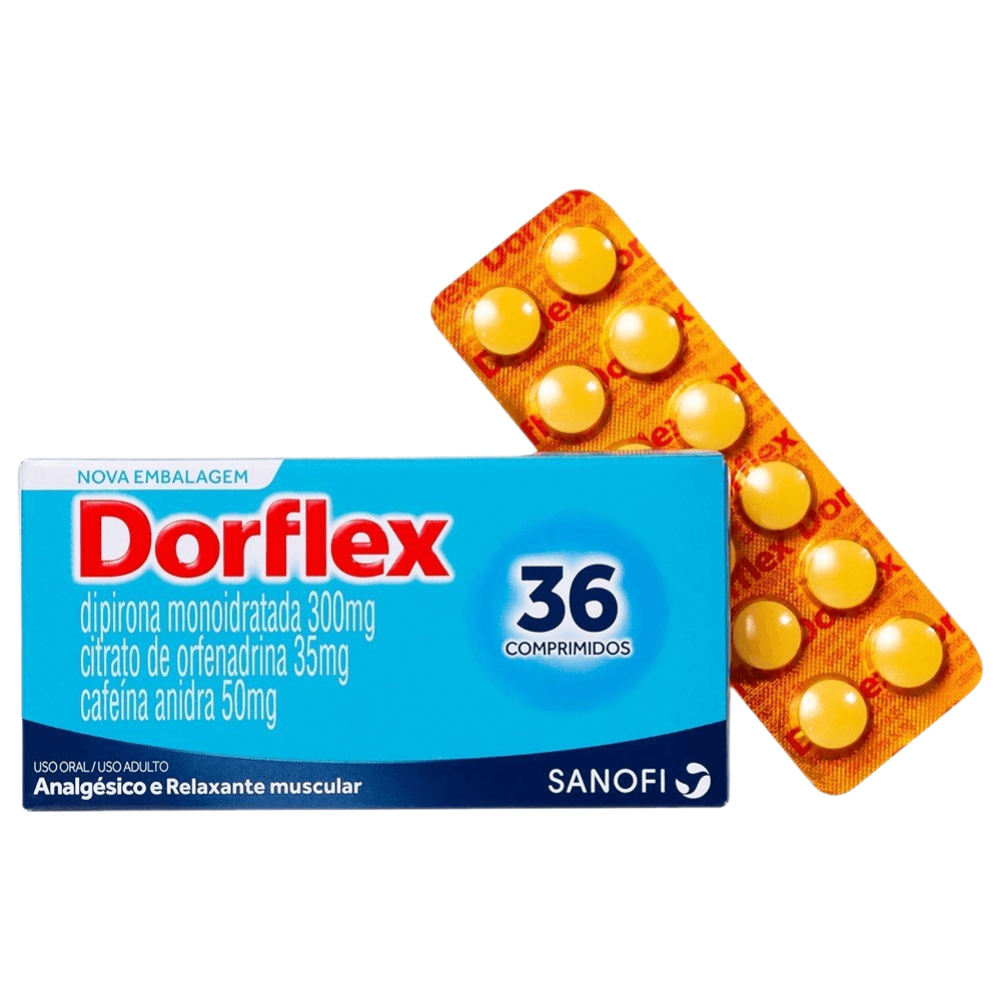 Dorflex
NOVA EMBALAGEM
Dorflex
dipirona monoidratada 300mg
citrato de orfenadrina 35mg
cafeína anidra 50mg
36
COMPRIMIDOS
USO ORAL / USO ADULTO
Analgésico e Relaxante muscular
SANOFI